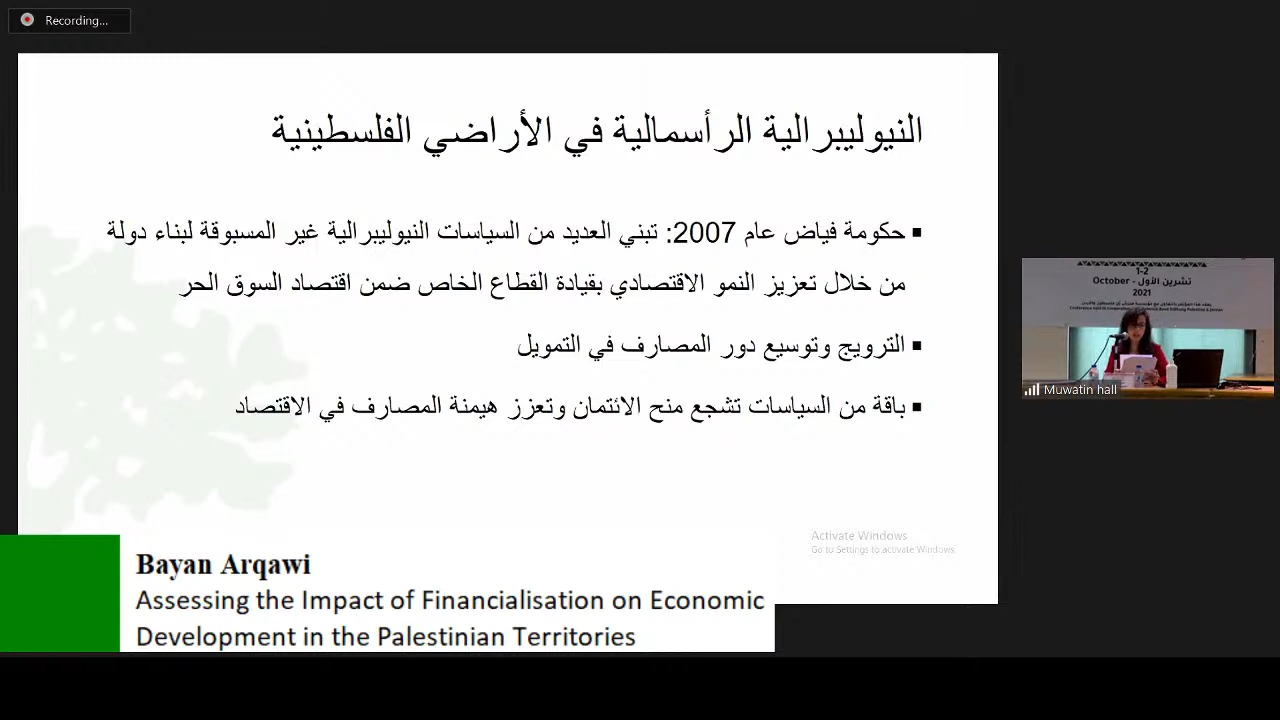 Recording...
النيوليبرالية الرأسمالية في الأراضي الفلسطينية
▪ حكومة فياض عام 2007: تبني العديد من السياسات النيوليبرالية غير المسبوقة لبناء دولة
من خلال تعزيز النمو الاقتصادي بقيادة القطاع الخاص ضمن اقتصاد السوق الحر
▪ الترويج وتوسيع دور المصارف في التمويل
▪ باقة من السياسات تشجع منح الائتمان وتعزز هيمنة المصارف في الاقتصاد
Activate Windows
Go to Settings to activate Windows.
Bayan Arqawi
Assessing the Impact of Financialisation on Economic
Development in the Palestinian Territories
1-2
تشرين الأول - October
2021
Muwatin hall